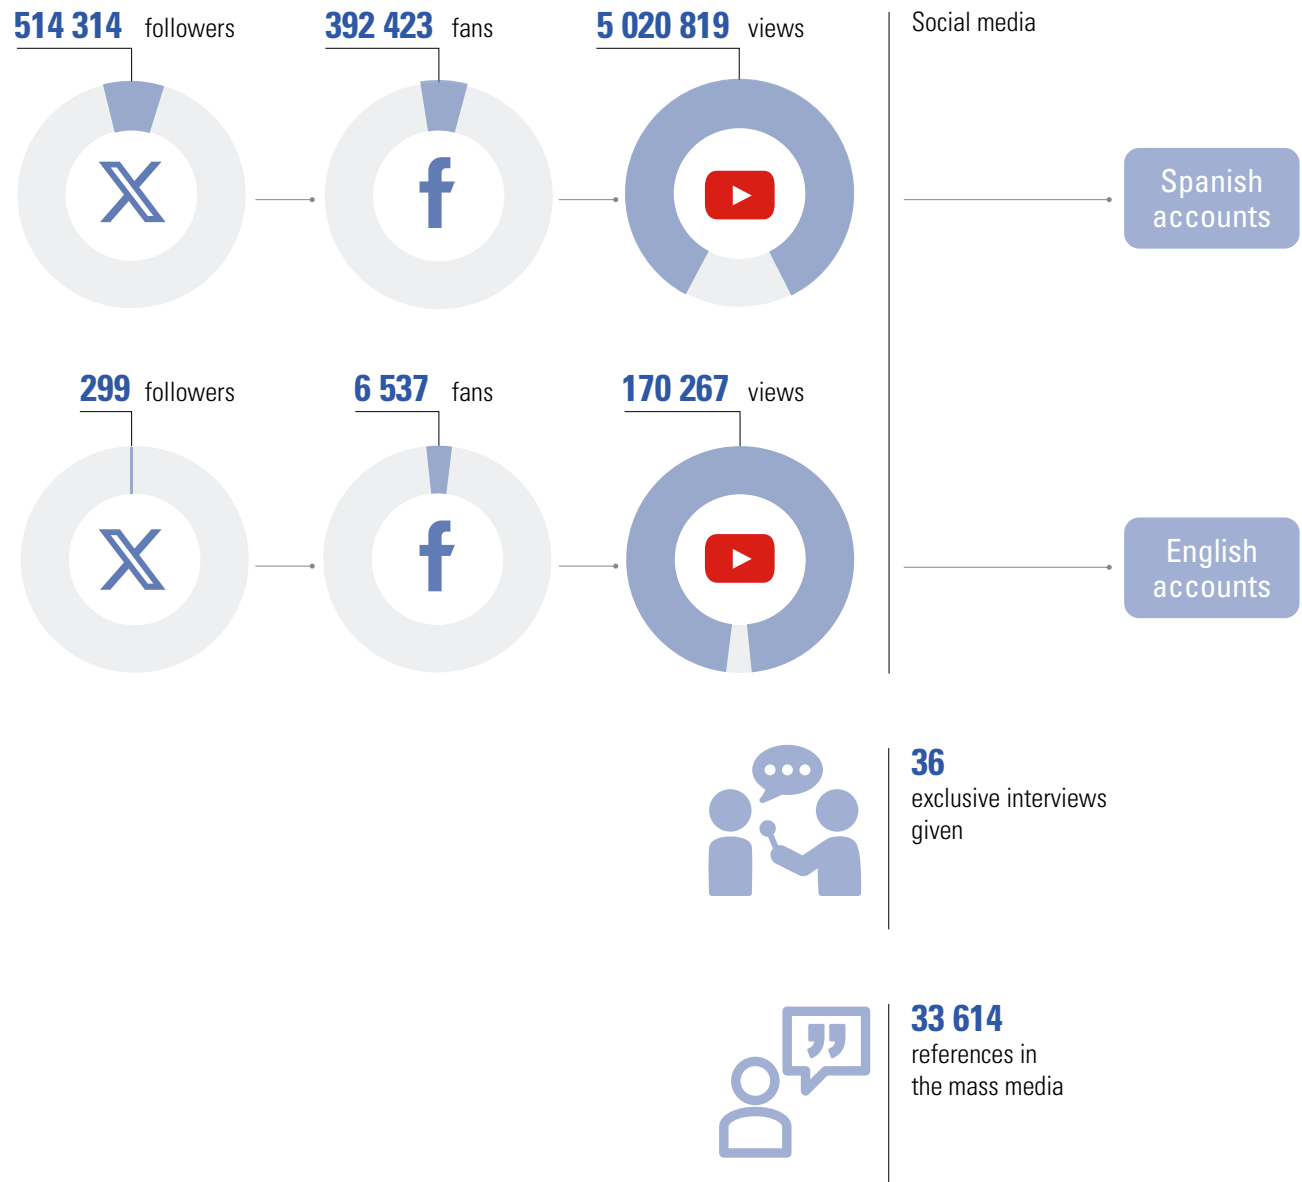 514 314 followers
392 423 fans
5 020 819 views
Social media
Spanish
accounts
299 followers
6 537 fans
170 267 views
English
accounts
36
exclusive interviews
given
33 614
references in
the mass media